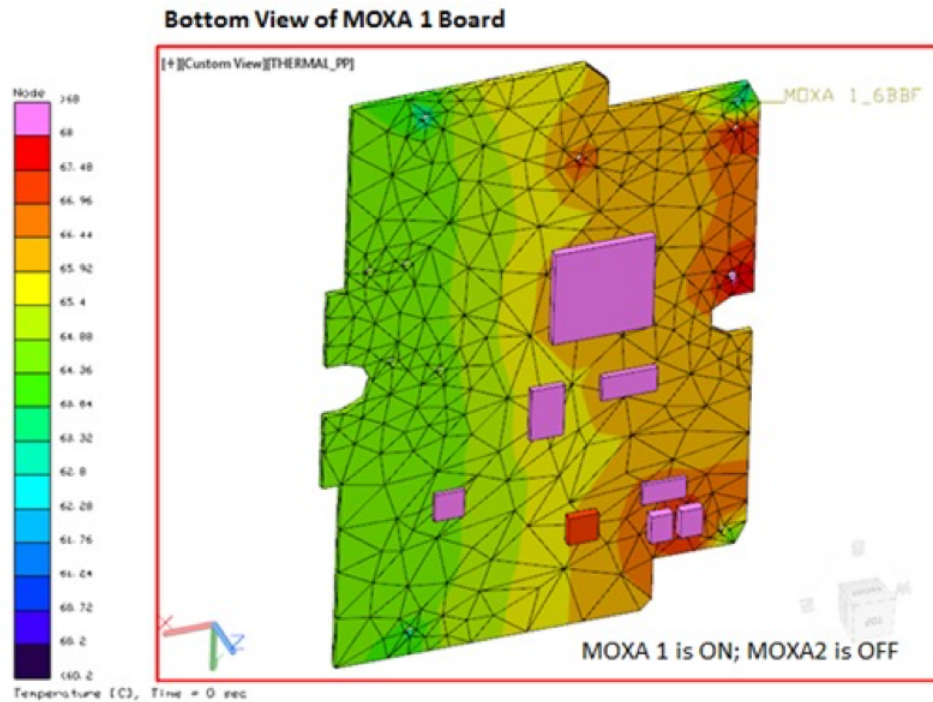 Bottom View of MOXA 1 Board
[+][Custom View][THERMAL_PP]
Node
>68
68
67.48
66.96
66.44
65.92
65.4
64.88
64.36
63.84
63.32
62.8
62.28
61.76
61.24
60.72
60.2
<60.2
MOXA 1_6BBF
X
Z
MOXA 1 is ON; MOXA2 is OFF
Temperature [C], Time = 0 sec